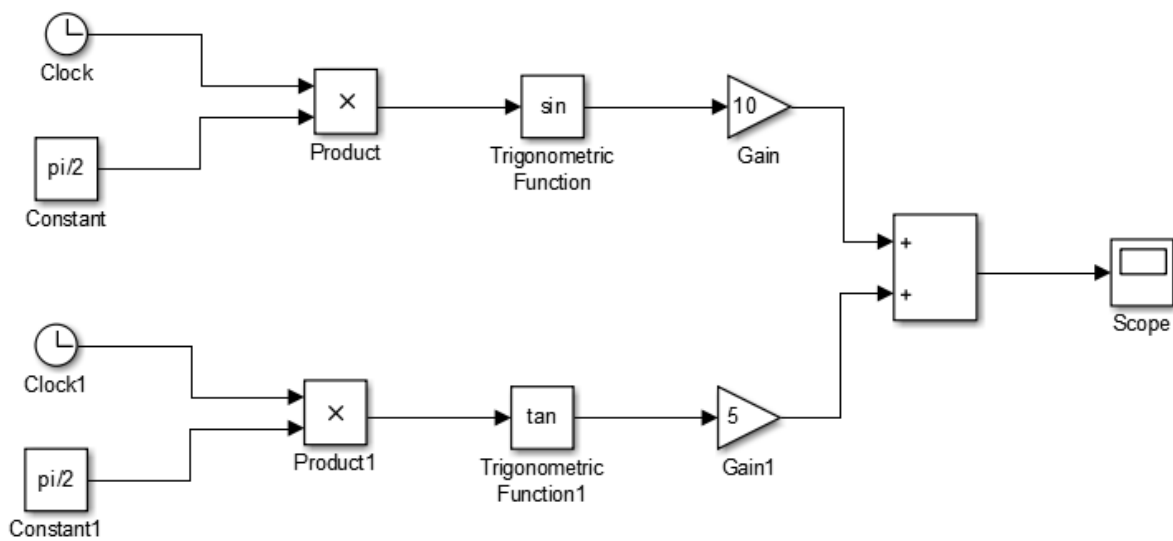 Clock
pi/2
Constant
×
Product
sin
Trigonometric
Function
10
Gain
+
+
Scope
Clock1
pi/2
Constant1
×
Product1
tan
Trigonometric
Function1
5
Gain1